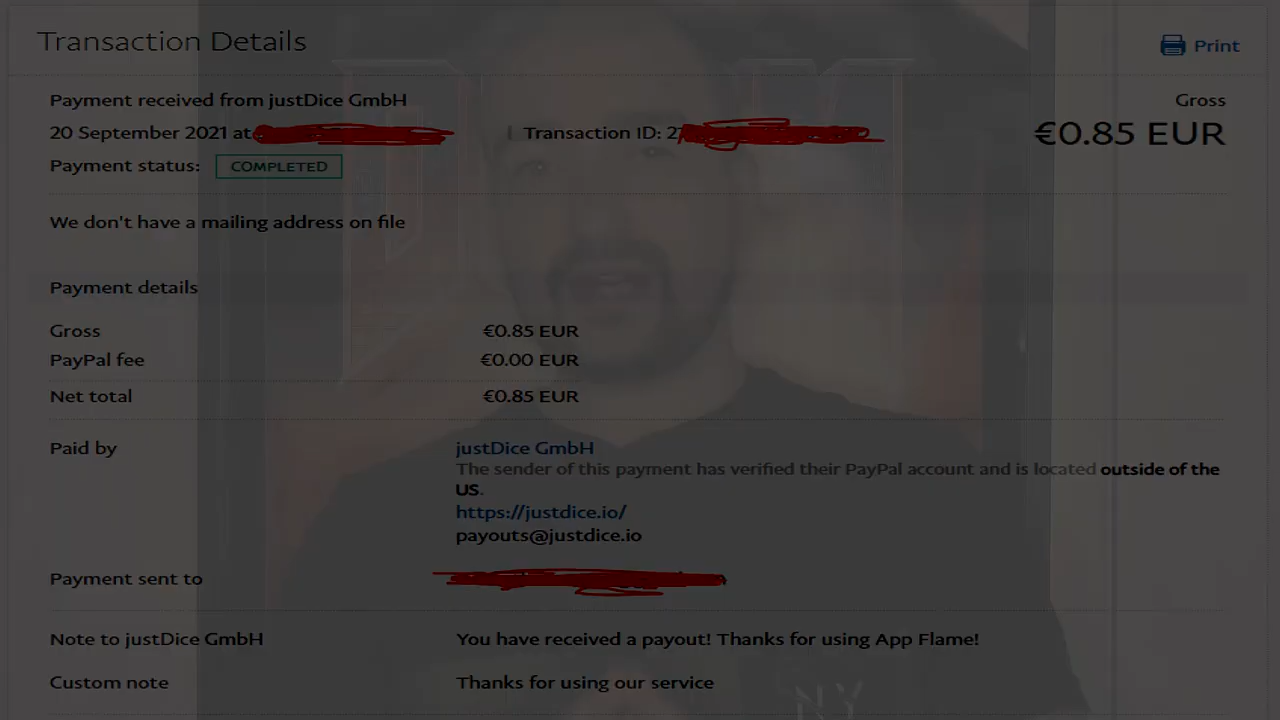 Transaction Details
Print
Payment received from justDice GmbH
Gross
20 September 2021 at
Transaction ID: 2
€0.85 EUR
Payment status: COMPLETED
We don't have a mailing address on file
Payment details
Gross €0.85 EUR
PayPal fee €0.00 EUR
Net total €0.85 EUR
Paid by justDice GmbH
The sender of this payment has verified their PayPal account and is located outside of the
US.
https://justdice.io/
payouts@justdice.io
Payment sent to
Note to justDice GmbH You have received a payout! Thanks for using App Flame!
Custom note Thanks for using our service
NY